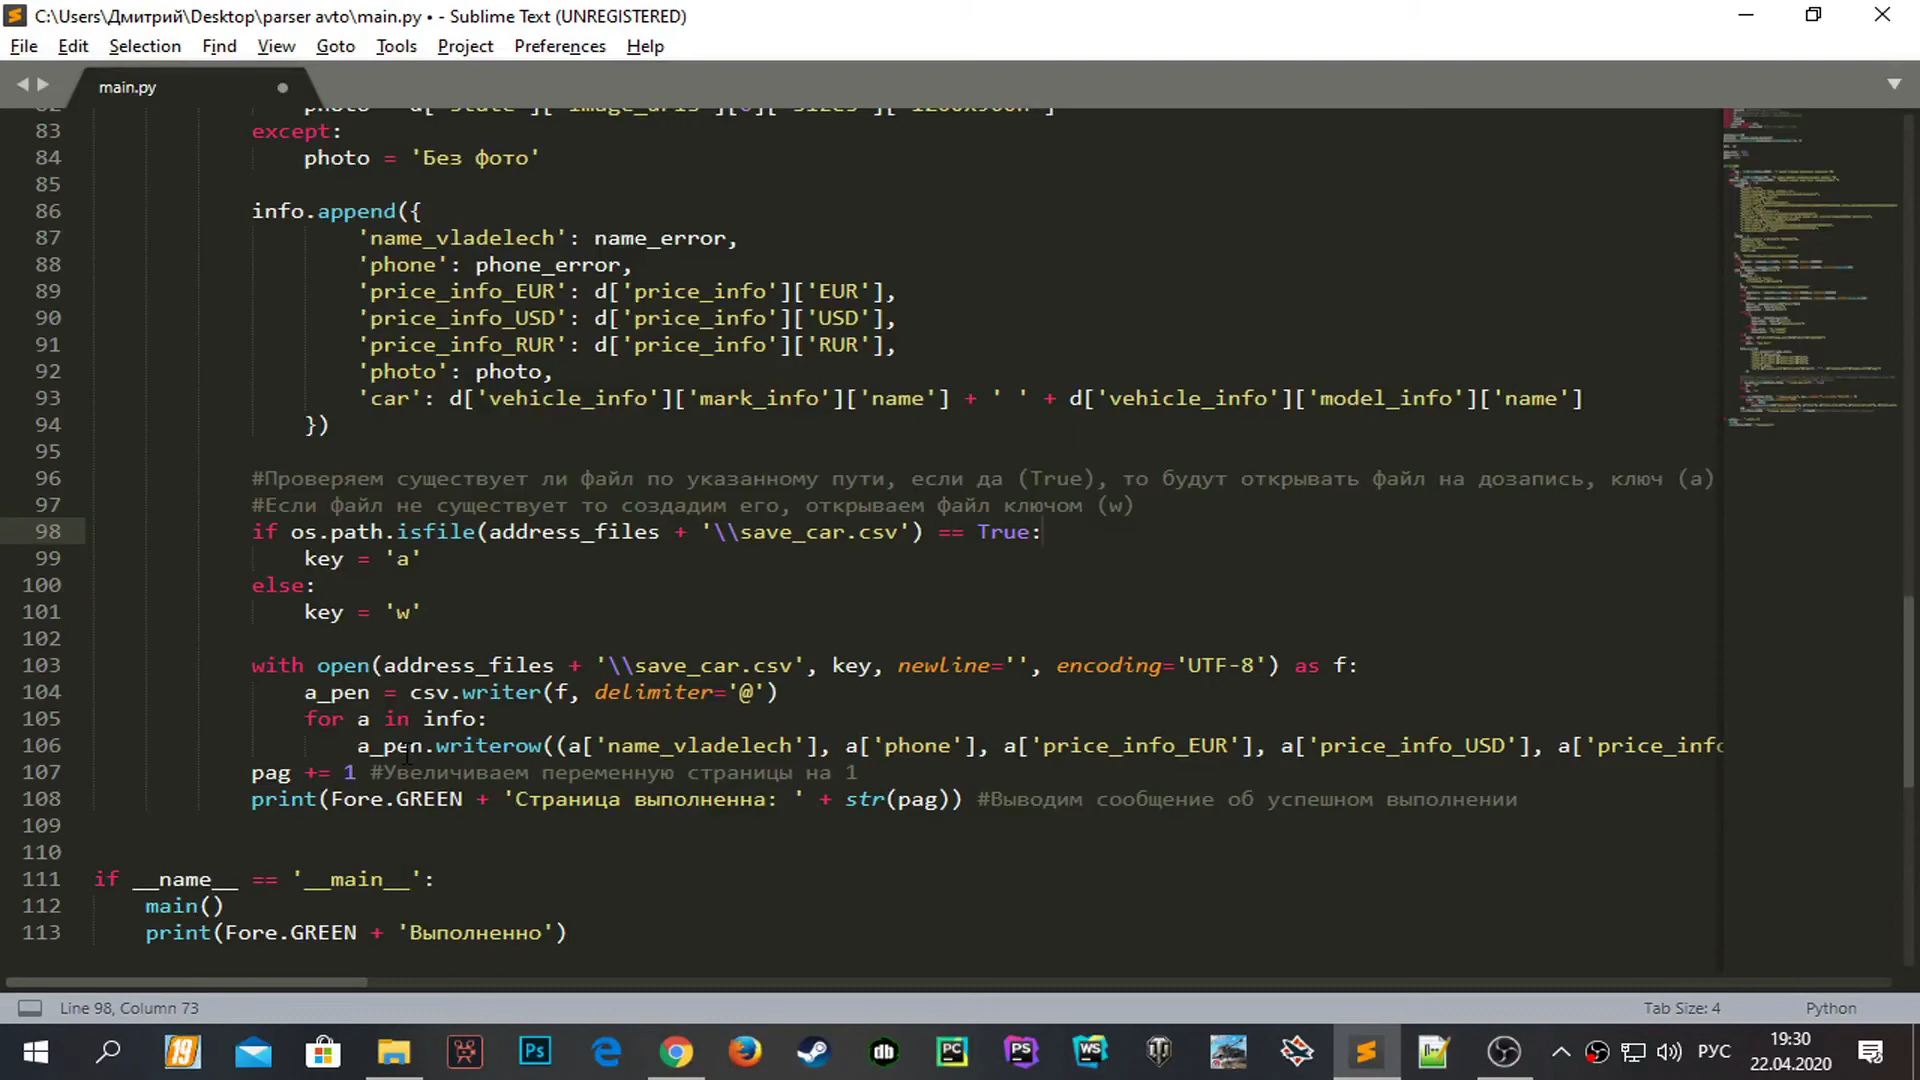 C:\Users\Дмитрий\Desktop\parser avto\main.py • - Sublime Text (UNREGISTERED)
File Edit Selection Find View Goto Tools Project Preferences Help
main.py
83 except:
84 photo = 'Без фото'
85
86 info.append({
87 'name_vladelech': name_error,
88 'phone': phone_error,
89 'price_info_EUR': d['price_info']['EUR'],
90 'price_info_USD': d['price_info']['USD'],
91 'price_info_RUR': d['price_info']['RUR'],
92 'photo': photo,
93 'car': d['vehicle_info']['mark_info']['name'] + ' ' + d['vehicle_info']['model_info']['name']
94 })
95
96 #Проверяем существует ли файл по указанному пути, если да (True), то будут открывать файл на дозапись, ключ (a)
97 #Если файл не существует то создадим его, открываем файл ключом (w)
98 if os.path.isfile(address_files + '\\save_car.csv') == True:
99 key = 'a'
100 else:
101 key = 'w'
102
103 with open(address_files + '\\save_car.csv', key, newline='', encoding='UTF-8') as f:
104 a_pen = csv.writer(f, delimiter='@')
105 for a in info:
106 a_pen.writerow((a['name_vladelech'], a['phone'], a['price_info_EUR'], a['price_info_USD'], a['price_info
107 pag += 1 #Увеличиваем переменную страницы на 1
108 print(Fore.GREEN + 'Страница выполненна: ' + str(pag)) #Выводим сообщение об успешном выполнении
109
110
111 if __name__ == '__main__':
112 main()
113 print(Fore.GREEN + 'Выполненно')
Line 98, Column 73 Tab Size: 4 Python
19 Ps db PC PS WS РУС 19:30
22.04.2020